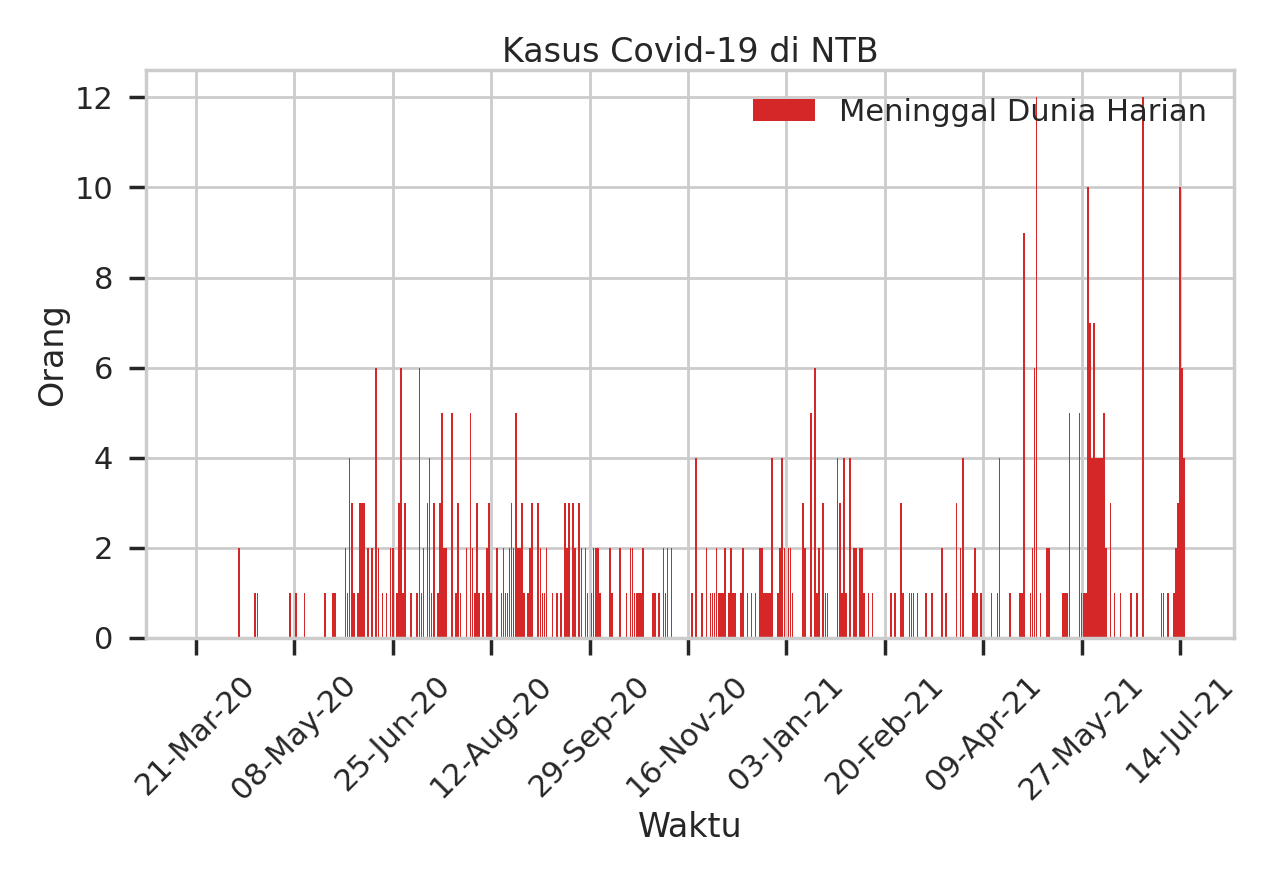 Kasus Covid-19 di NTB
Meninggal Dunia Harian
12
10
8
6
4
2
0
Orang
21-Mar-20
08-May-20
25-Jun-20
12-Aug-20
29-Sep-20
16-Nov-20
03-Jan-21
20-Feb-21
09-Apr-21
27-May-21
14-Jul-21
Waktu